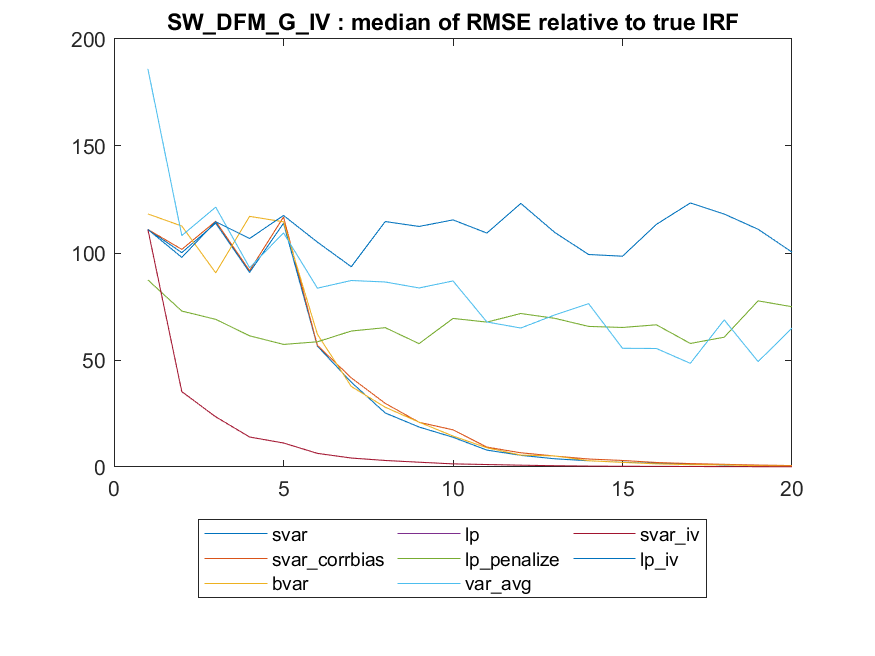 SW_DFM_G_IV : median of RMSE relative to true IRF
200
150
100
50
0
0 5 10 15 20
svar lp svar_iv
svar_corrbias lp_penalize lp_iv
bvar var_avg